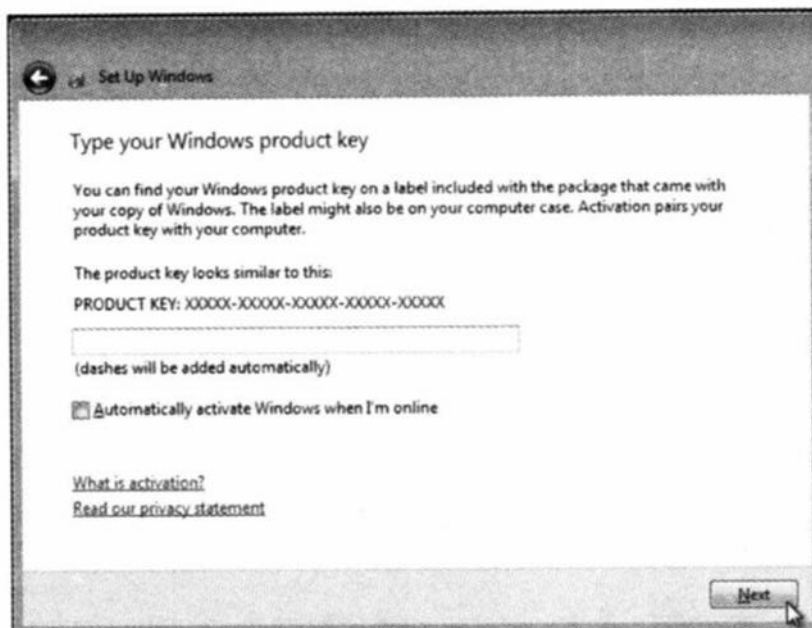 Set Up Windows
Type your Windows product key
You can find your Windows product key on a label included with the package that came with
your copy of Windows. The label might also be on your computer case. Activation pairs your
product key with your computer.
The product key looks similar to this:
PRODUCT KEY: XXXXX-XXXXX-XXXXX-XXXXX-XXXXX
(dashes will be added automatically)
Automatically activate Windows when I'm online
What is activation?
Read our privacy statement
Next